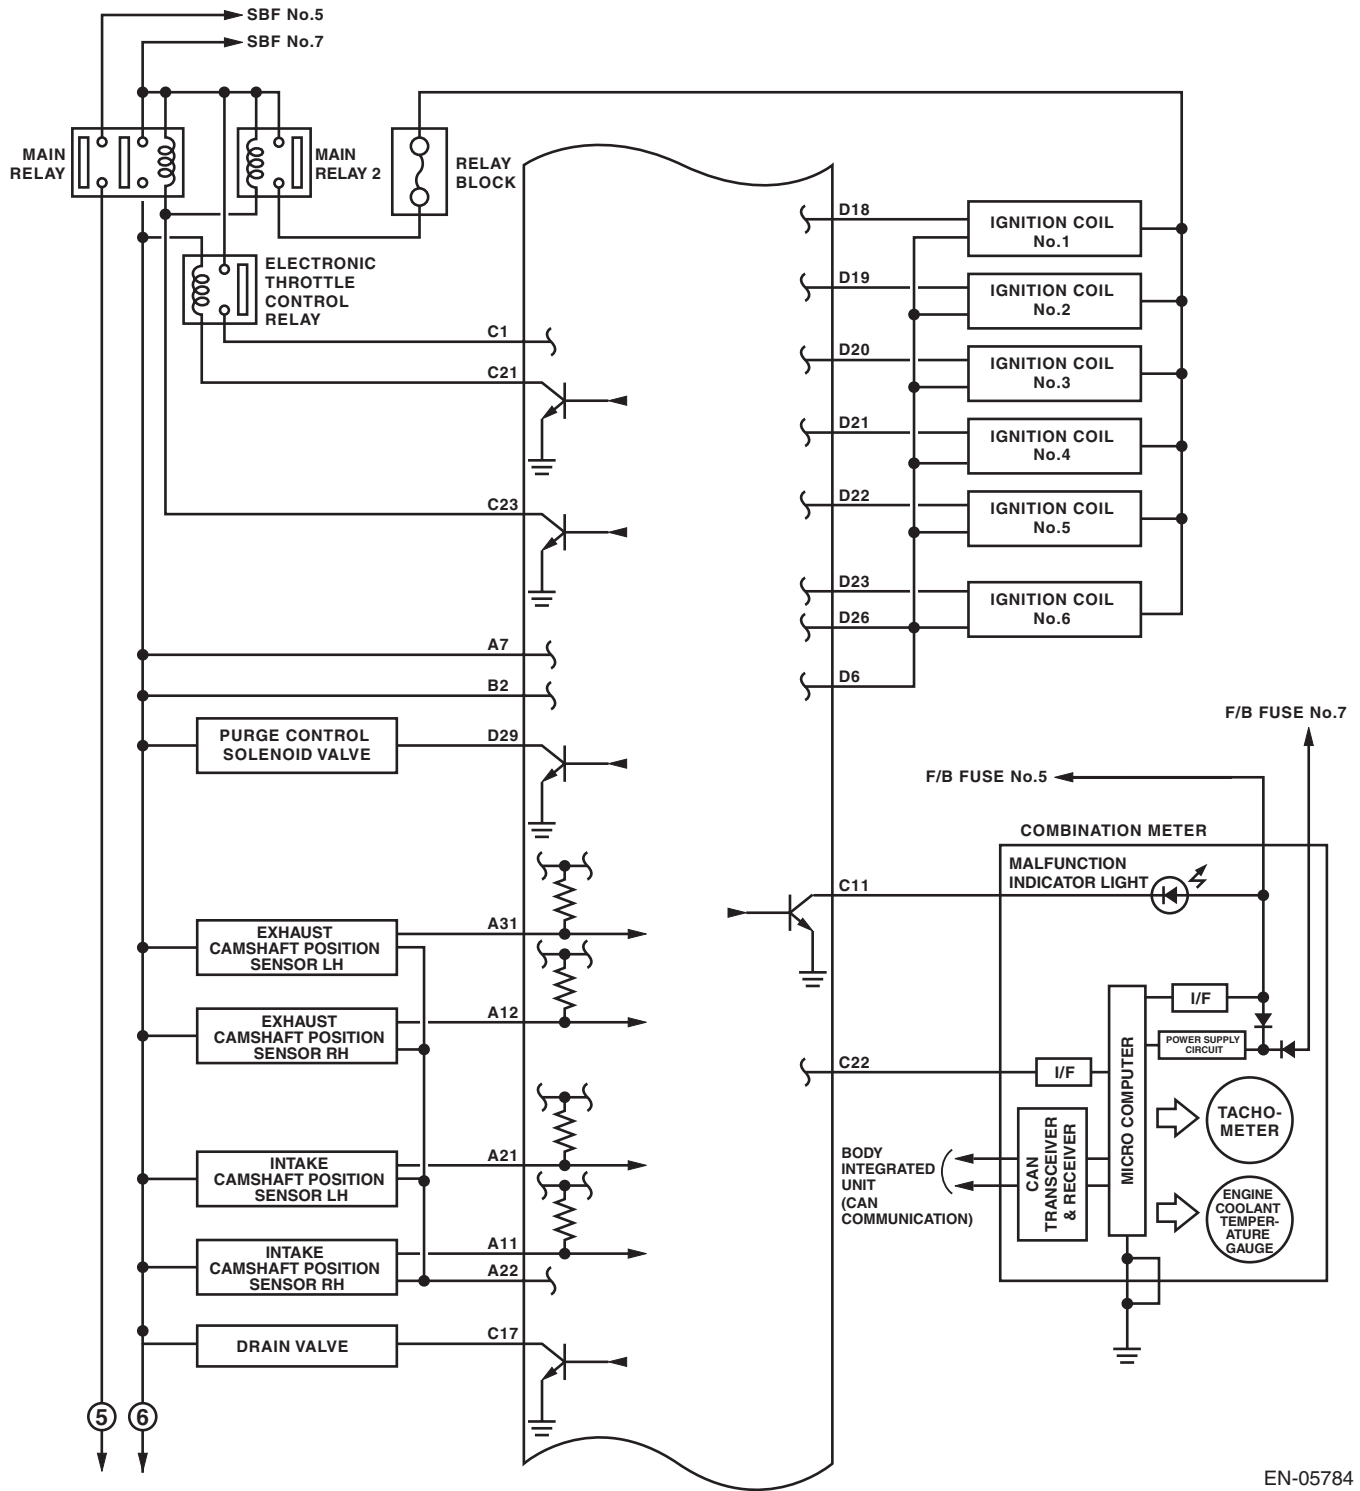 SBF No.5
SBF No.7
MAIN
RELAY
MAIN
RELAY 2
RELAY
BLOCK
ELECTRONIC
THROTTLE
CONTROL
RELAY
C1
C21
C23
A7
B2
PURGE CONTROL
SOLENOID VALVE
D29
EXHAUST
CAMSHAFT POSITION
SENSOR LH
A31
EXHAUST
CAMSHAFT POSITION
SENSOR RH
A12
INTAKE
CAMSHAFT POSITION
SENSOR LH
A21
INTAKE
CAMSHAFT POSITION
SENSOR RH
A11
A22
DRAIN VALVE
C17
5
6
D18
IGNITION COIL
No.1
D19
IGNITION COIL
No.2
D20
IGNITION COIL
No.3
D21
IGNITION COIL
No.4
D22
IGNITION COIL
No.5
D23
D26
IGNITION COIL
No.6
D6
F/B FUSE No.7
F/B FUSE No.5
COMBINATION METER
MALFUNCTION
INDICATOR LIGHT
C11
I/F
POWER SUPPLY
CIRCUIT
C22
I/F
MICRO COMPUTER
TACHO-
METER
BODY
INTEGRATED
UNIT
(CAN
COMMUNICATION)
CAN
TRANSCEIVER
& RECEIVER
ENGINE
COOLANT
TEMPER-
ATURE
GAUGE
EN-05784